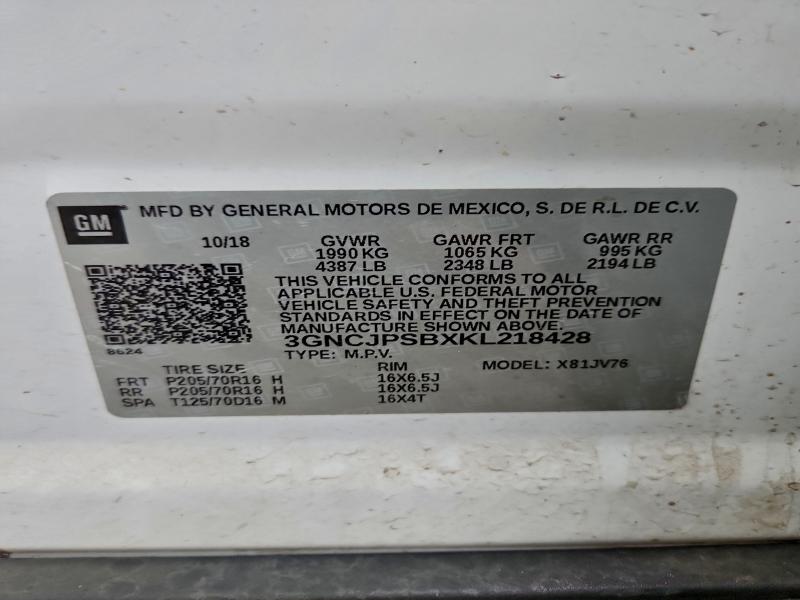 GM MFD BY GENERAL MOTORS DE MEXICO, S. DE R.L. DE C.V.
10/18 GVWR GAWR FRT GAWR RR
1990 KG 1065 KG 995 KG
4387 LB 2348 LB 2194 LB
THIS VEHICLE CONFORMS TO ALL
APPLICABLE U.S. FEDERAL MOTOR
VEHICLE SAFETY AND THEFT PREVENTION
STANDARDS IN EFFECT ON THE DATE OF
MANUFACTURE SHOWN ABOVE.
3GNCJPSBXKL218428
8624 TYPE: M.P.V. MODEL: X81JV76
TIRE SIZE RIM
FRT P205/70R16 H 16X6.5J
RR P205/70R16 H 16X6.5J
SPA T125/70D16 M 16X4T